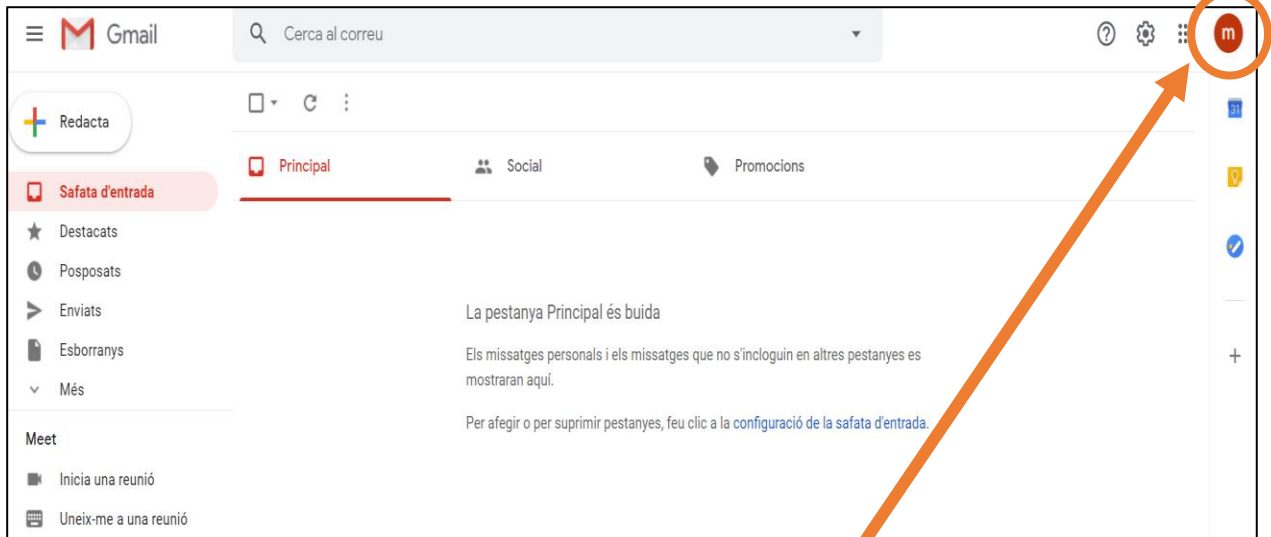 Gmail
Cerca al correu
m
Redacta
31
Principal
Social
Promocions
Safata d'entrada
Destacats
Posposats
Enviats
Esborranys
Més
La pestanya Principal és buida
Els missatges personals i els missatges que no s'incloguin en altres pestanyes es
mostraran aquí.
Per afegir o per suprimir pestanyes, feu clic a la configuració de la safata d'entrada.
Meet
Inicia una reunió
Uneix-me a una reunió